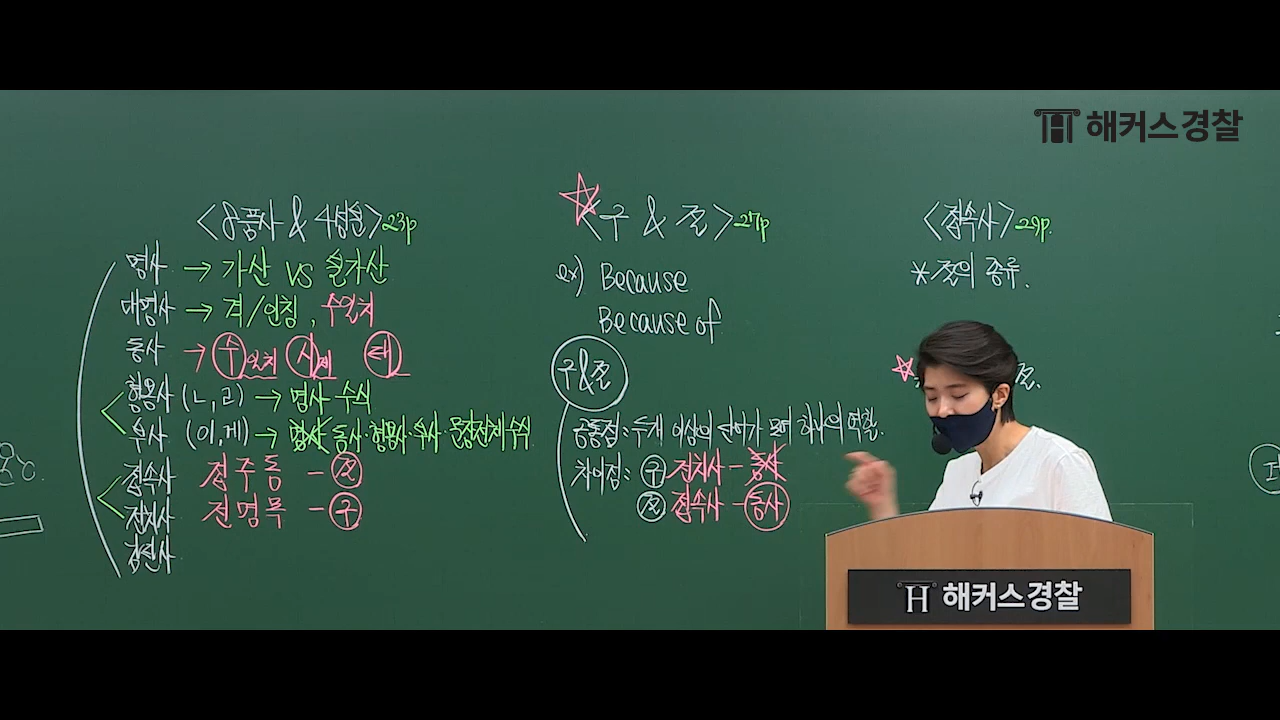 해커스경찰
<8품사 & 4성분> 23p
명사 → 가산 VS 불가산
대명사 → 격/인칭, 수일치
동사 → 수일치 시제 태
형용사 (ㄴ, ㄹ) → 명사 수식
부사 (이, 게) → 명사 동사·형용사·부사·문장전체 수식
접속사 접주동 - 절
전치사 전명목 - 구
감탄사
<구 & 절> 27p
ex) Because
Because of
구&절
공통점: 두개 이상의 단어가 모여 하나의 역할.
차이점: 구 전치사 - 동사
절 접속사 - 동사
<접속사> 29p.
*절의 종류.
절.
해커스경찰